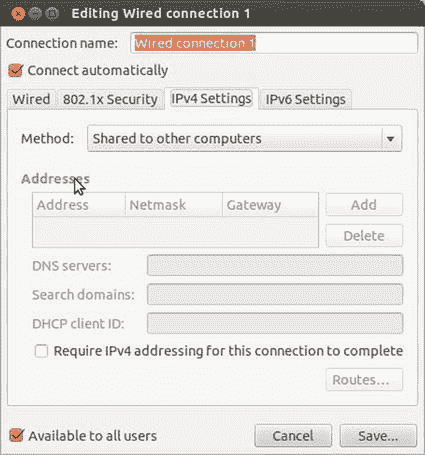 Editing Wired connection 1
Connection name: Wired connection 1
Connect automatically
Wired 802.1x Security IPv4 Settings IPv6 Settings
Method: Shared to other computers
Addresses
Address Netmask Gateway Add
Delete
DNS servers:
Search domains:
DHCP client ID:
Require IPv4 addressing for this connection to complete
Routes...
Available to all users Cancel Save...